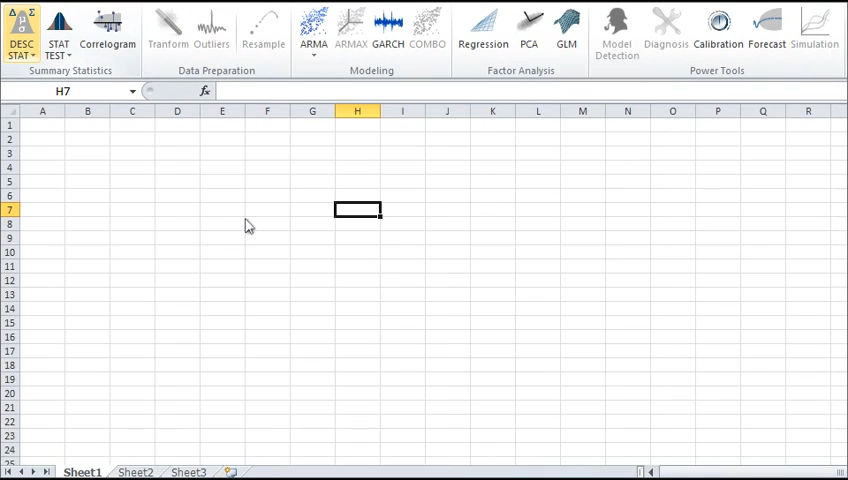 DESC STAT
STAT TEST
Correlogram
Tranform
Outliers
Resample
ARMA
ARMAX
GARCH
COMBO
Regression
PCA
GLM
Model Detection
Diagnosis
Calibration
Forecast
Simulation
Summary Statistics
Data Preparation
Modeling
Factor Analysis
Power Tools
H7
fx
A B C D E F G H I J K L M N O P Q R
1
2
3
4
5
6
7
8
9
10
11
12
13
14
15
16
17
18
19
20
21
22
23
24
25
Sheet1 Sheet2 Sheet3